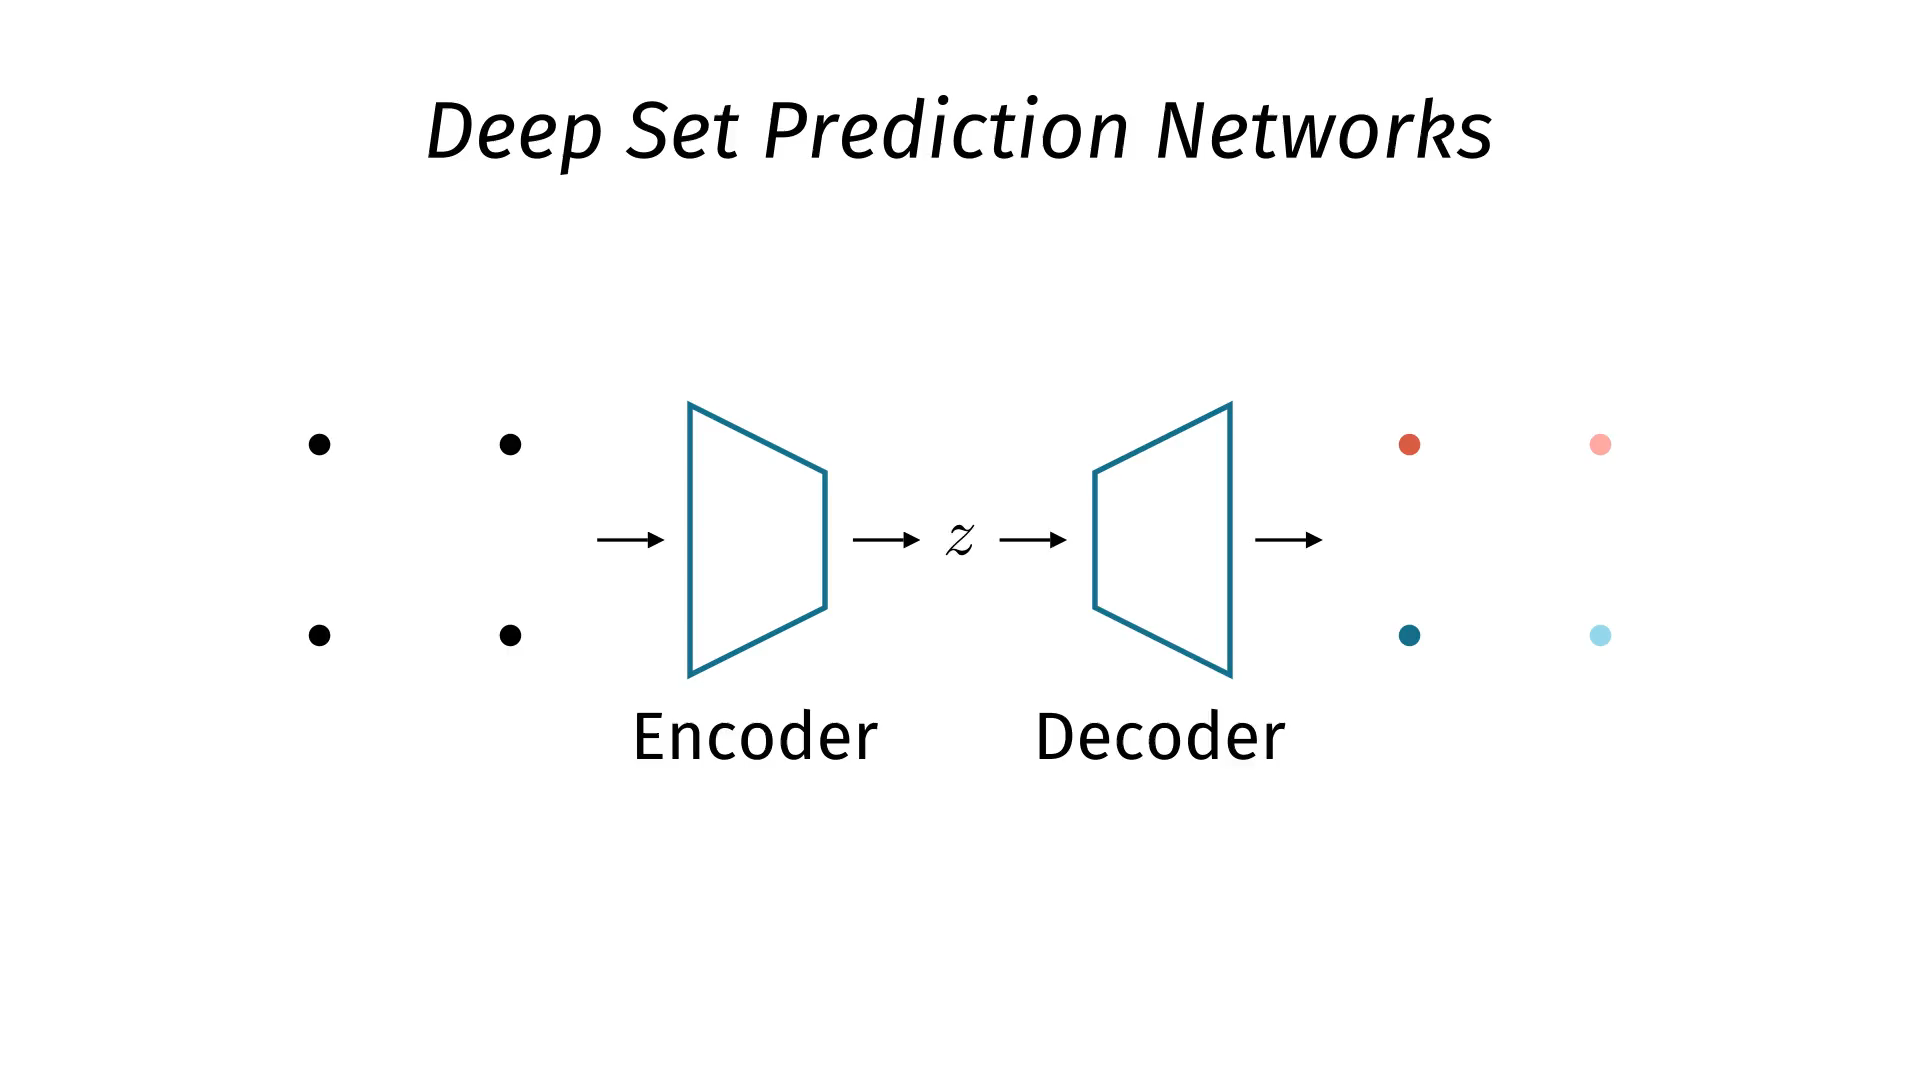 Deep Set Prediction Networks
z
Encoder
Decoder